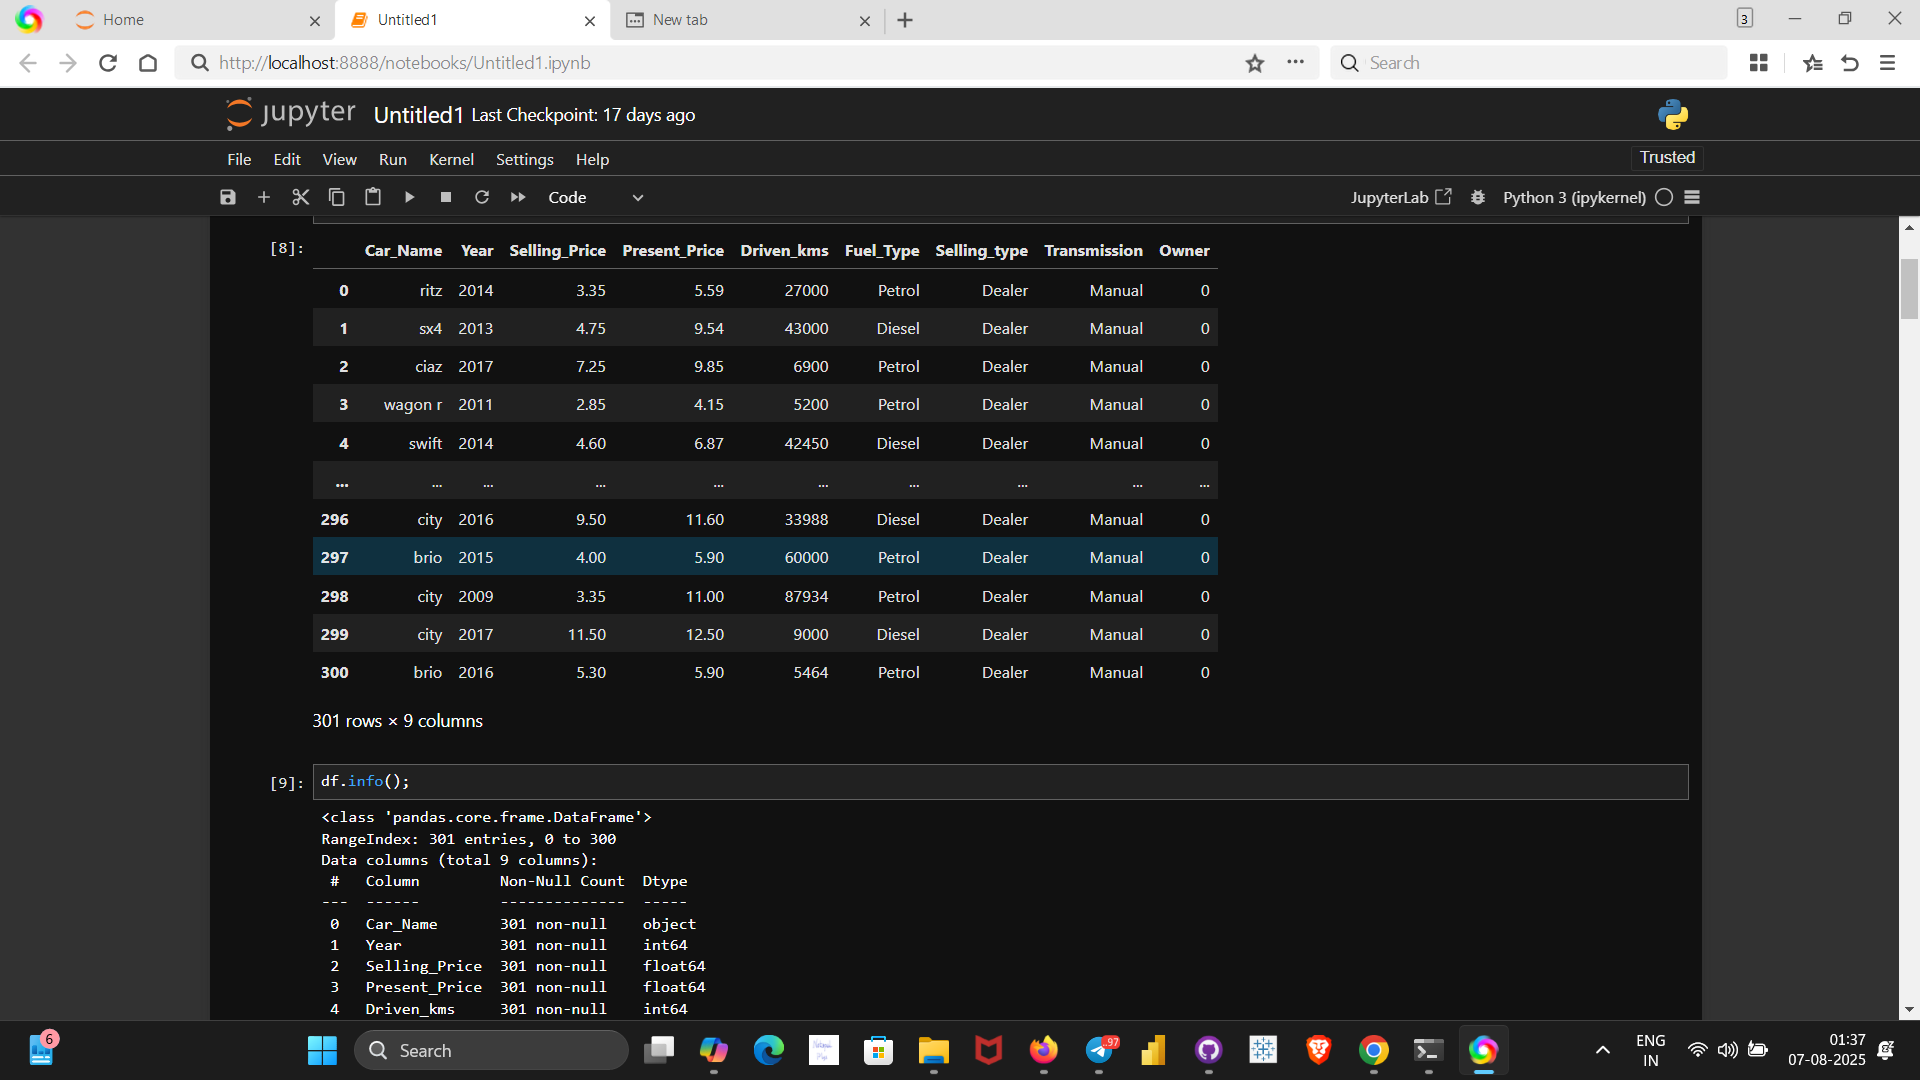 Home
Untitled1
New tab
3
http://localhost:8888/notebooks/Untitled1.ipynb
Search
jupyter Untitled1 Last Checkpoint: 17 days ago
File Edit View Run Kernel Settings Help
Trusted
Code
JupyterLab
Python 3 (ipykernel)
[8]:
Car_Name Year Selling_Price Present_Price Driven_kms Fuel_Type Selling_type Transmission Owner
0 ritz 2014 3.35 5.59 27000 Petrol Dealer Manual 0
1 sx4 2013 4.75 9.54 43000 Diesel Dealer Manual 0
2 ciaz 2017 7.25 9.85 6900 Petrol Dealer Manual 0
3 wagon r 2011 2.85 4.15 5200 Petrol Dealer Manual 0
4 swift 2014 4.60 6.87 42450 Diesel Dealer Manual 0
... ... ... ... ... ... ... ... ... ...
296 city 2016 9.50 11.60 33988 Diesel Dealer Manual 0
297 brio 2015 4.00 5.90 60000 Petrol Dealer Manual 0
298 city 2009 3.35 11.00 87934 Petrol Dealer Manual 0
299 city 2017 11.50 12.50 9000 Diesel Dealer Manual 0
300 brio 2016 5.30 5.90 5464 Petrol Dealer Manual 0
301 rows × 9 columns
[9]: df.info();
<class 'pandas.core.frame.DataFrame'>
RangeIndex: 301 entries, 0 to 300
Data columns (total 9 columns):
# Column Non-Null Count Dtype
--- ------ -------------- -----
0 Car_Name 301 non-null object
1 Year 301 non-null int64
2 Selling_Price 301 non-null float64
3 Present_Price 301 non-null float64
4 Driven_kms 301 non-null int64
6
Search
97
ENG
IN
01:37
07-08-2025